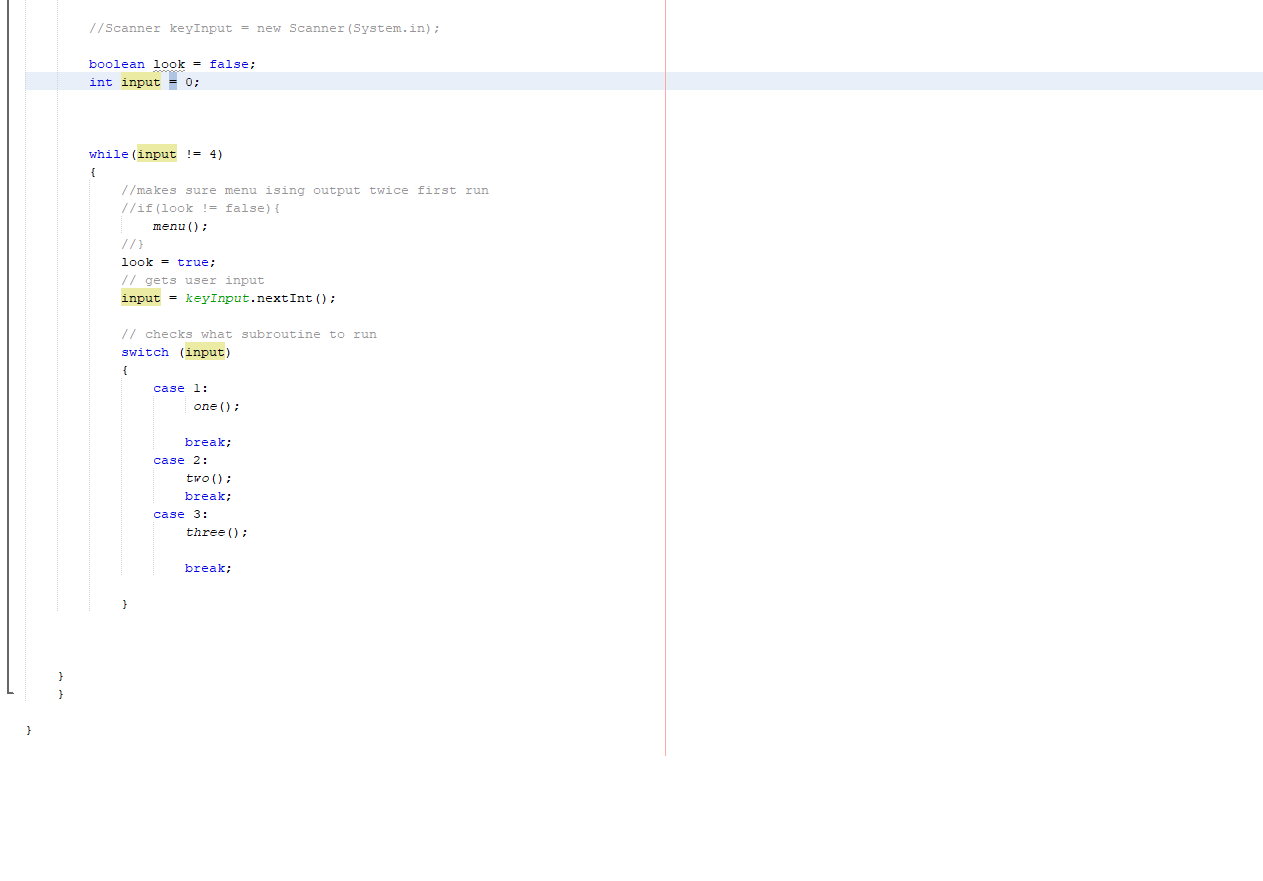 //Scanner keyInput = new Scanner(System.in);
boolean look = false;
int input = 0;
while(input != 4)
{
//makes sure menu ising output twice first run
//if(look != false){
menu();
//}
look = true;
// gets user input
input = keyInput.nextInt();
// checks what subroutine to run
switch (input)
{
case 1:
one();
break;
case 2:
two();
break;
case 3:
three();
break;
}
}
}
}